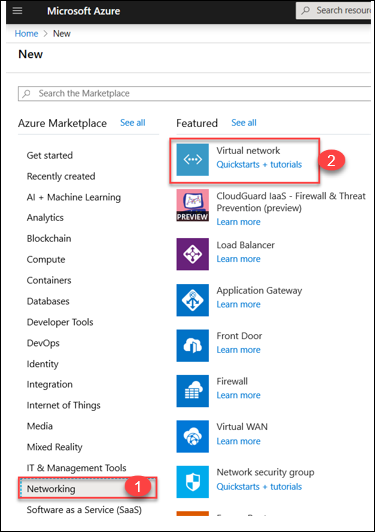 Microsoft Azure
Search resou
Home > New
New
Search the Marketplace
Azure Marketplace See all
Featured See all
Get started
Recently created
AI + Machine Learning
Analytics
Blockchain
Compute
Containers
Databases
Developer Tools
DevOps
Identity
Integration
Internet of Things
Media
Mixed Reality
IT & Management Tools
Networking
1
Software as a Service (SaaS)
Virtual network
Quickstarts + tutorials
2
PREVIEW
CloudGuard IaaS - Firewall & Threat
Prevention (preview)
Learn more
Load Balancer
Learn more
Application Gateway
Learn more
Front Door
Learn more
Firewall
Learn more
Virtual WAN
Learn more
Network security group
Quickstarts + tutorials